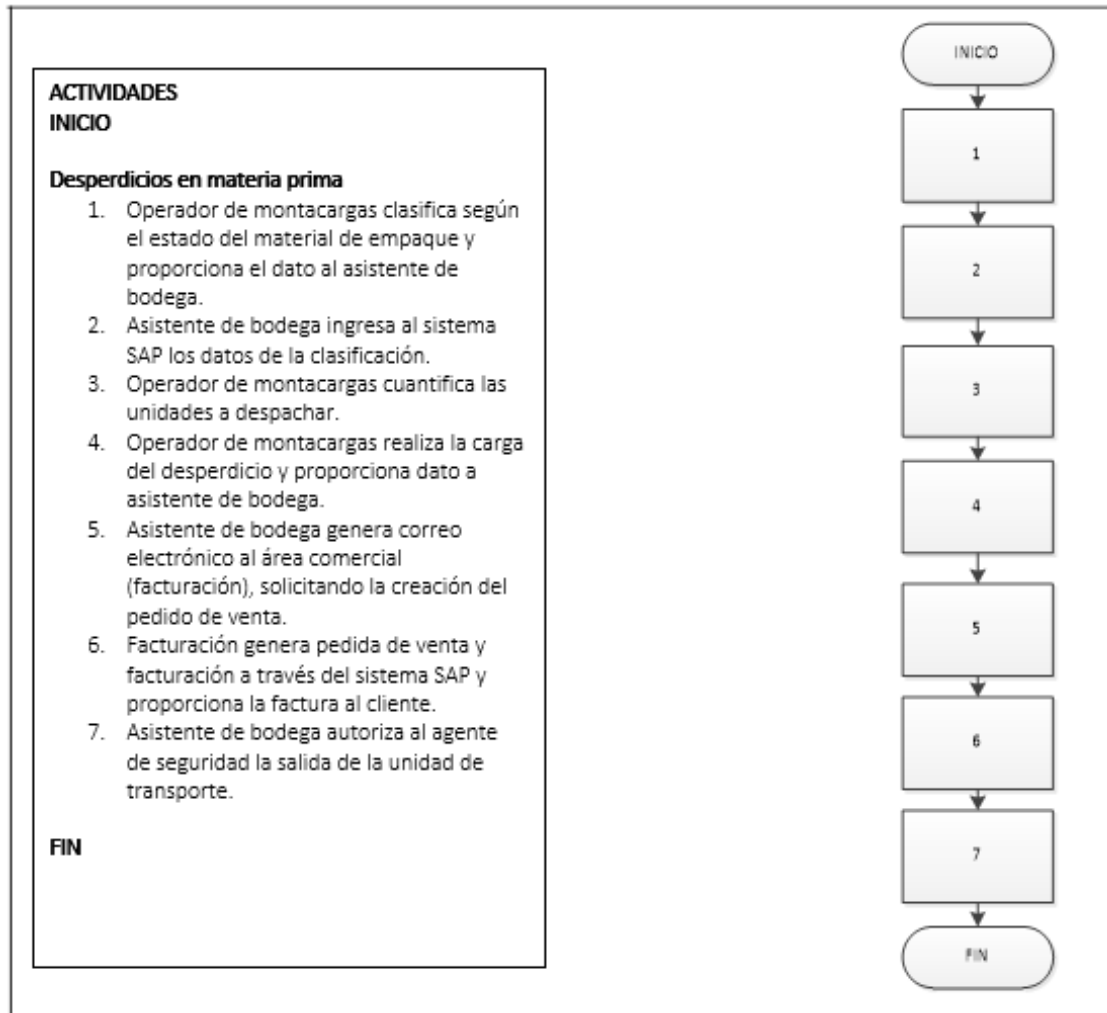 ACTIVIDADES
INICIO
Desperdicios en materia prima
1. Operador de montacargas clasifica según
el estado del material de empaque y
proporciona el dato al asistente de
bodega.
2. Asistente de bodega ingresa al sistema
SAP los datos de la clasificación.
3. Operador de montacargas cuantifica las
unidades a despachar.
4. Operador de montacargas realiza la carga
del desperdicio y proporciona dato a
asistente de bodega.
5. Asistente de bodega genera correo
electrónico al área comercial
(facturación), solicitando la creación del
pedido de venta.
6. Facturación genera pedida de venta y
facturación a través del sistema SAP y
proporciona la factura al cliente.
7. Asistente de bodega autoriza al agente
de seguridad la salida de la unidad de
transporte.
FIN
INICIO
1
2
3
4
5
6
7
FIN